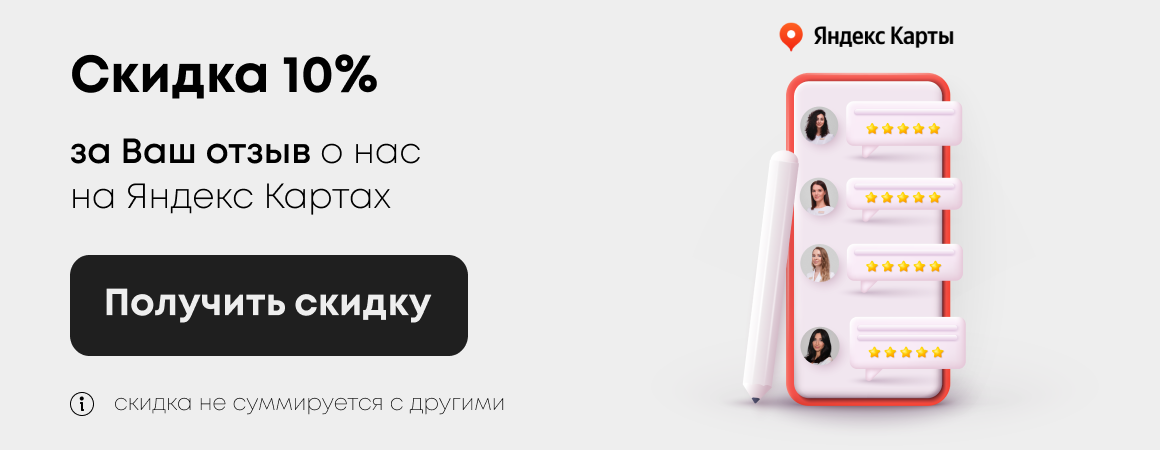 Скидка 10%
за Ваш отзыв о нас
на Яндекс Картах
Получить скидку
скидка не суммируется с другими
Яндекс Карты